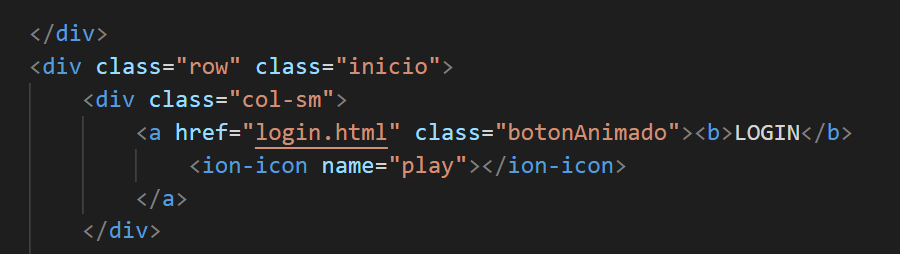 </div>
<div class="row" class="inicio">
<div class="col-sm">
<a href="login.html" class="botonAnimado"><b>LOGIN</b>
<ion-icon name="play"></ion-icon>
</a>
</div>